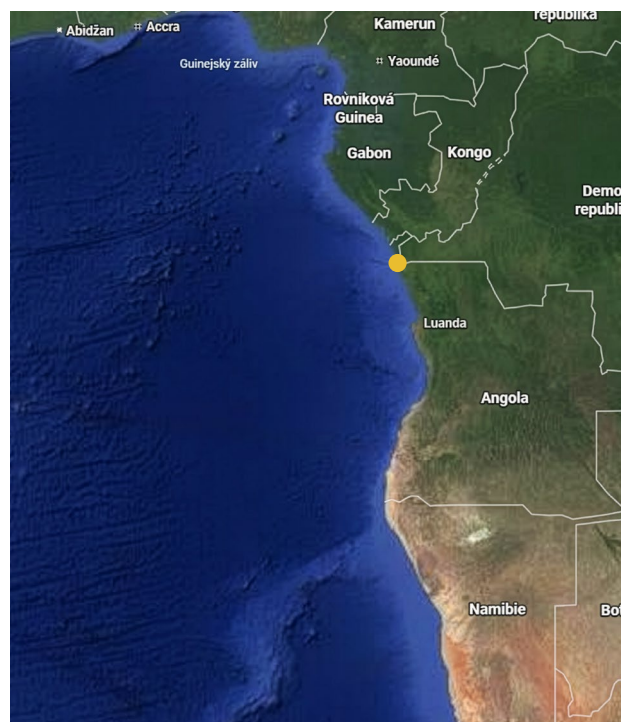 republika
Kamerun
Abidžan
Accra
Guinejský záliv
Yaoundé
Rovníková
Guinea
Gabon
Kongo
Demo
republi
Luanda
Angola
Namibie
Bot